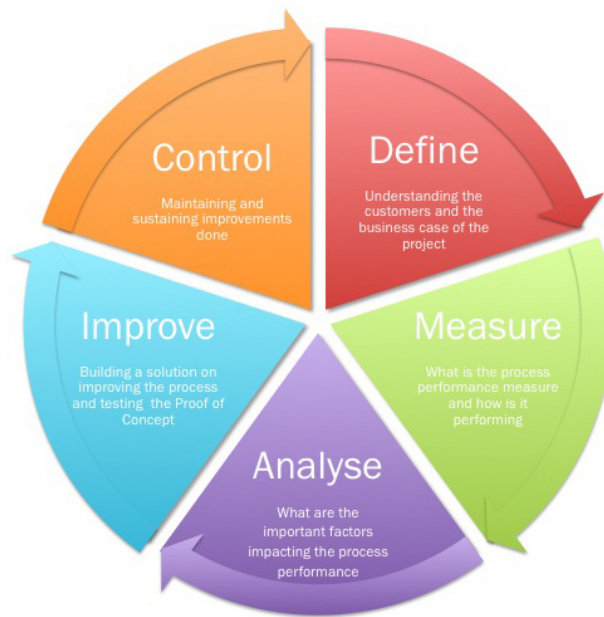 Define
Understanding the
customers and the
business case of the
project
Measure
What is the process
performance measure
and how is it
performing
Analyse
What are the
important factors
impacting the process
performance
Improve
Building a solution on
improving the process
and testing the Proof of
Concept
Control
Maintaining and
sustaining improvements
done